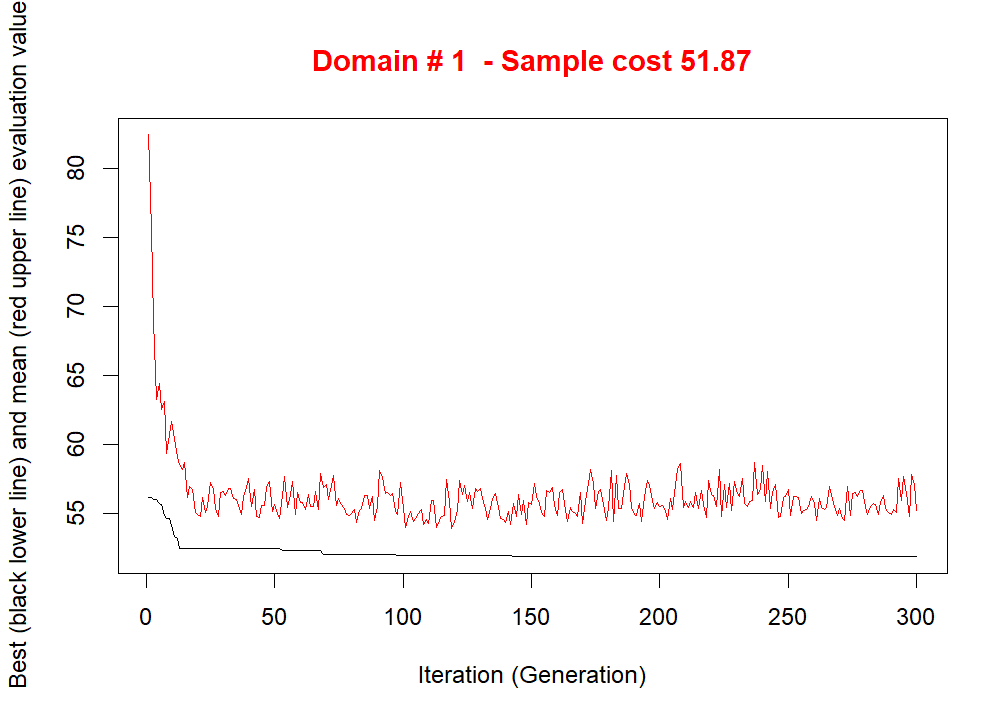 Domain # 1  - Sample cost 51.87
Best (black lower line) and mean (red upper line) evaluation value
80
75
70
65
60
55
0 50 100 150 200 250 300
Iteration (Generation)